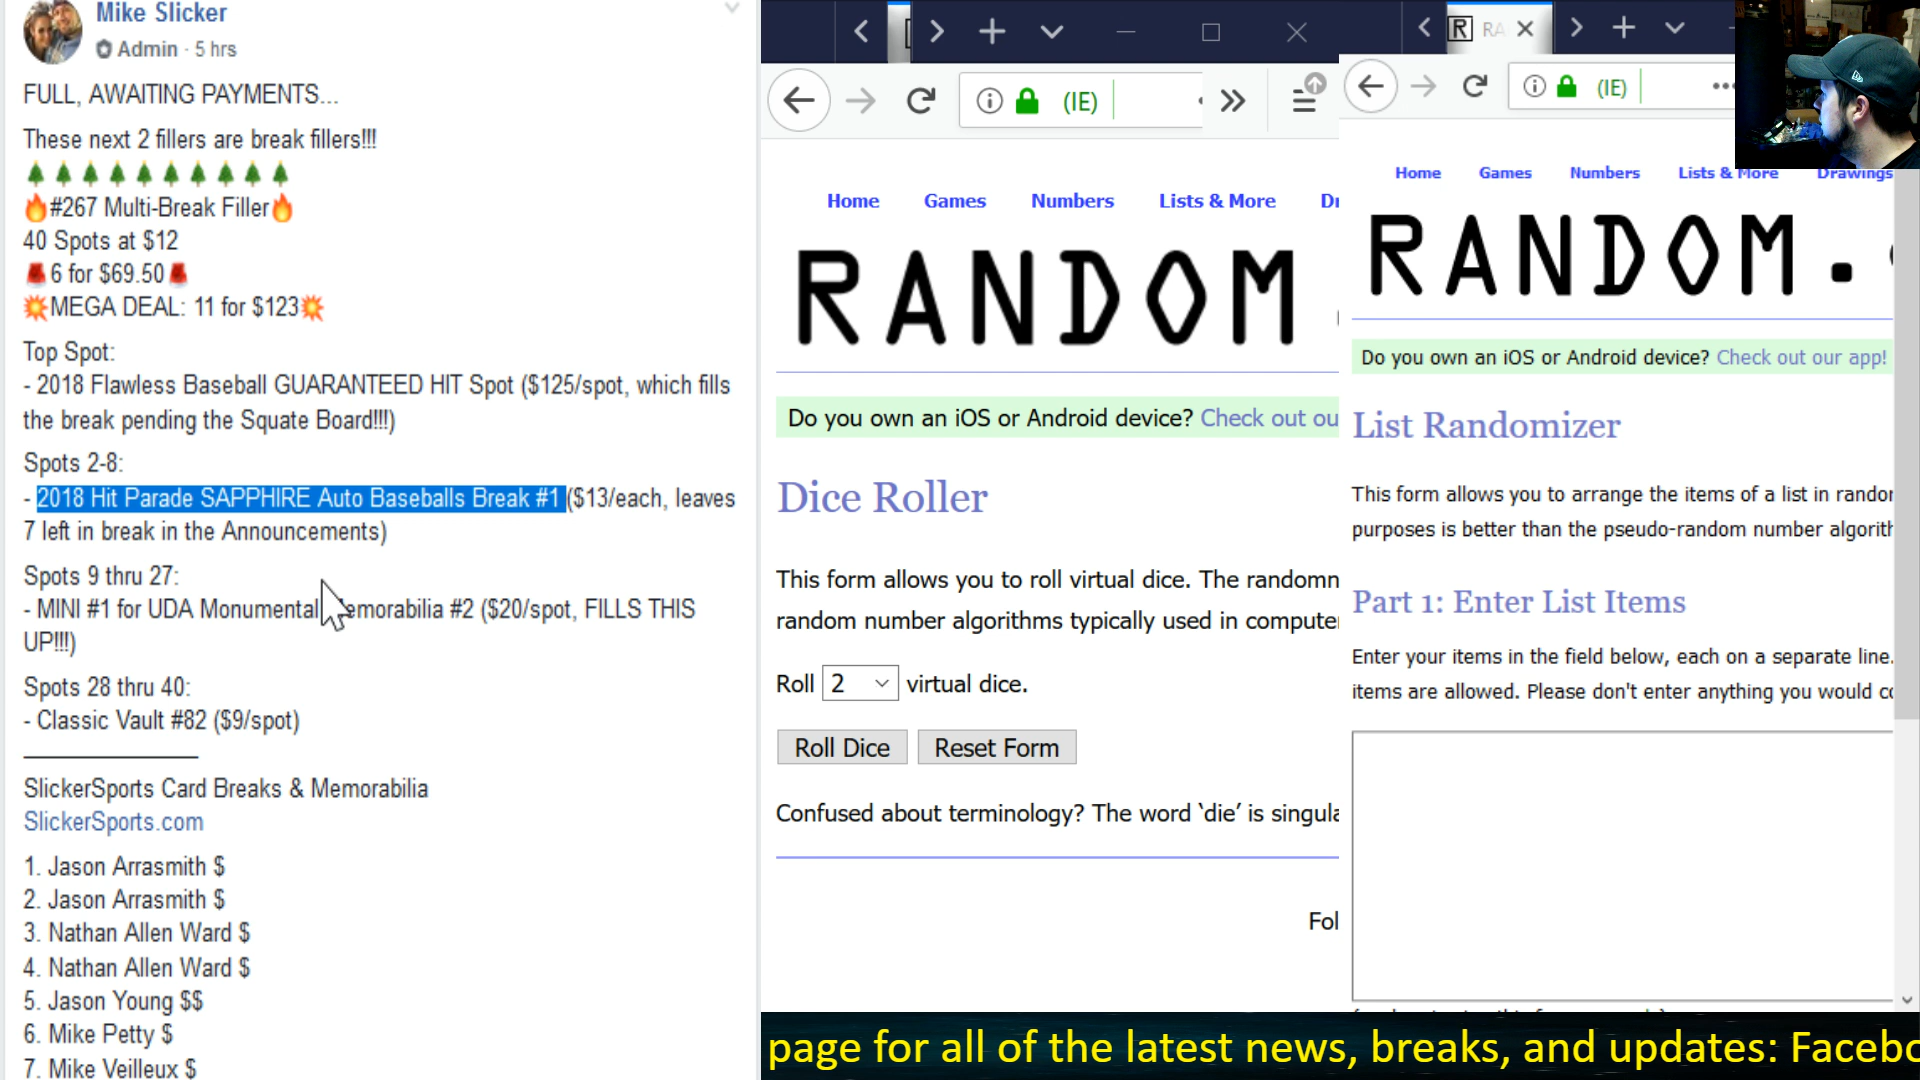 Mike Slicker
Admin · 5 hrs
FULL, AWAITING PAYMENTS...
These next 2 fillers are break fillers!!!
🎄🎄🎄🎄🎄🎄🎄🎄🎄🎄
🔥#267 Multi-Break Filler🔥
40 Spots at $12
6 for $69.50
💥MEGA DEAL: 11 for $123💥
Top Spot:
- 2018 Flawless Baseball GUARANTEED HIT Spot ($125/spot, which fills
the break pending the Squate Board!!!)
Spots 2-8:
- 2018 Hit Parade SAPPHIRE Auto Baseballs Break #1 ($13/each, leaves
7 left in break in the Announcements)
Spots 9 thru 27:
- MINI #1 for UDA Monumental emorabilia #2 ($20/spot, FILLS THIS
UP!!!)
Spots 28 thru 40:
- Classic Vault #82 ($9/spot)
SlickerSports Card Breaks & Memorabilia
SlickerSports.com
1. Jason Arrasmith $
2. Jason Arrasmith $
3. Nathan Allen Ward $
4. Nathan Allen Ward $
5. Jason Young $$
6. Mike Petty $
7. Mike Veilleux $
(IE)
Home Games Numbers Lists & More Dr
RANDOM.
Do you own an iOS or Android device? Check out ou
Dice Roller
This form allows you to roll virtual dice. The randomn
random number algorithms typically used in compute
Roll 2 virtual dice.
Roll Dice Reset Form
Confused about terminology? The word ‘die’ is singula
Fol
R RA
(IE)
Home Games Numbers Lists & More Drawings
RANDOM.
Do you own an iOS or Android device? Check out our app!
List Randomizer
This form allows you to arrange the items of a list in randor
purposes is better than the pseudo-random number algorith
Part 1: Enter List Items
Enter your items in the field below, each on a separate line.
items are allowed. Please don't enter anything you would co
page for all of the latest news, breaks, and updates: Facebo